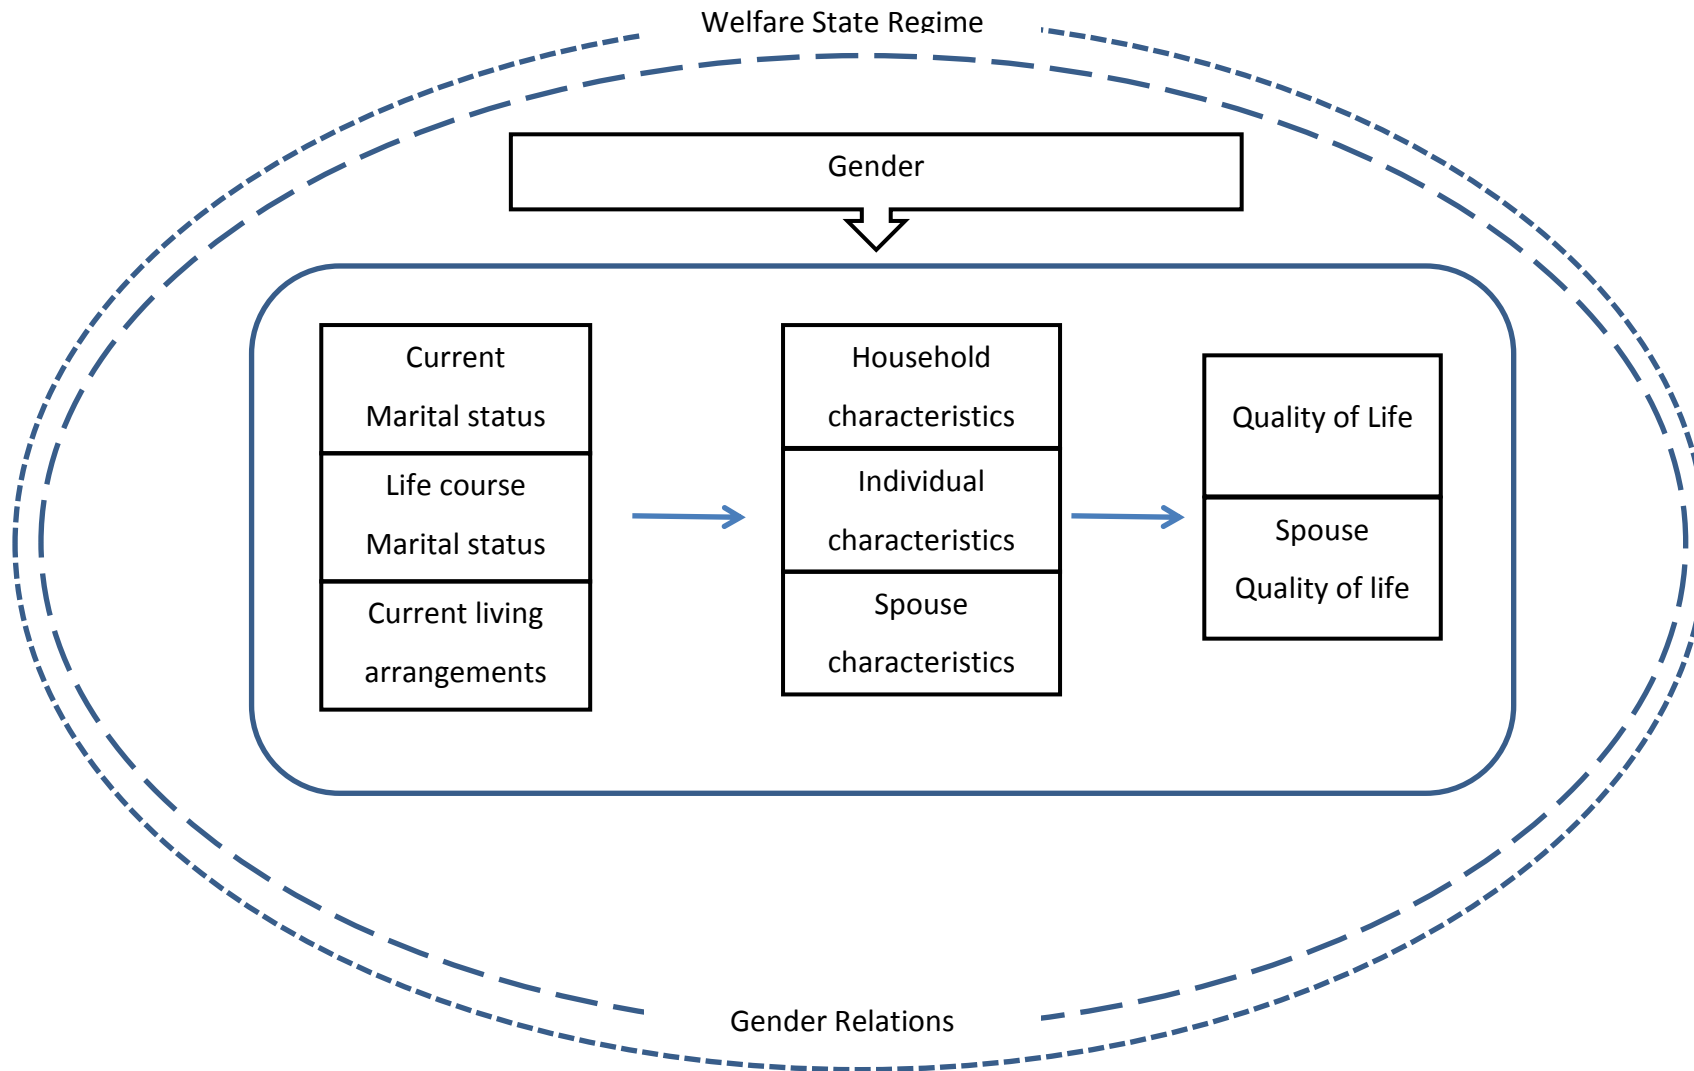 Welfare State Regime
Gender
Current
Marital status
Life course
Marital status
Current living
arrangements
Household
characteristics
Individual
characteristics
Spouse
characteristics
Quality of Life
Spouse
Quality of life
Gender Relations